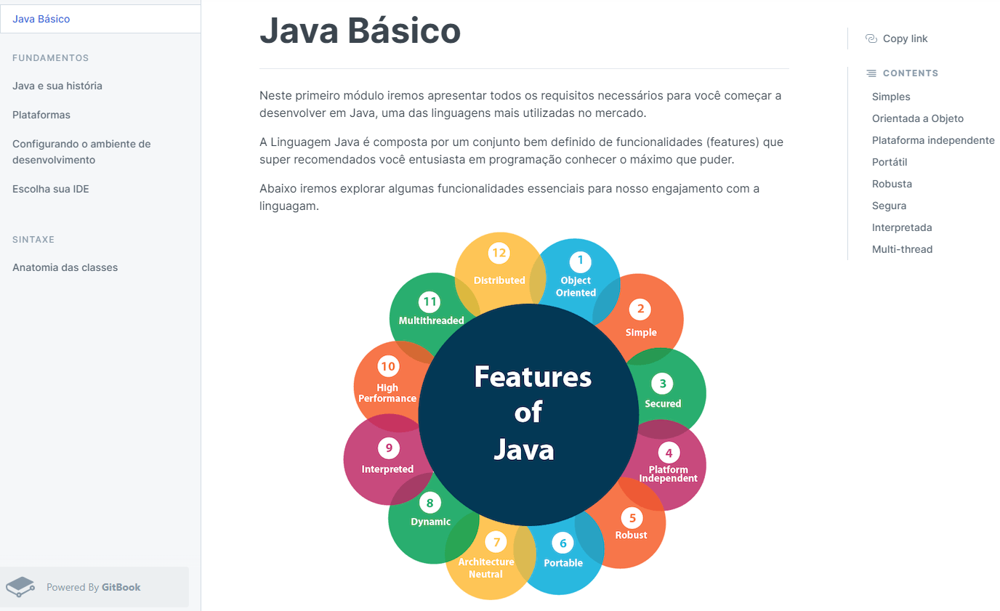 Java Básico
FUNDAMENTOS
Java e sua história
Plataformas
Configurando o ambiente de
desenvolvimento
Escolha sua IDE
SINTAXE
Anatomia das classes
Powered By GitBook
Java Básico
Neste primeiro módulo iremos apresentar todos os requisitos necessários para você começar a
desenvolver em Java, uma das linguagens mais utilizadas no mercado.
A Linguagem Java é composta por um conjunto bem definido de funcionalidades (features) que
super recomendados você entusiasta em programação conhecer o máximo que puder.
Abaixo iremos explorar algumas funcionalidades essenciais para nosso engajamento com a
linguagam.
Features
of
Java
1
Object
Oriented
2
Simple
3
Secured
4
Platform
Independent
5
Robust
6
Portable
7
Architecture
Neutral
8
Dynamic
9
Interpreted
10
High
Performance
11
Multithreaded
12
Distributed
Copy link
CONTENTS
Simples
Orientada a Objeto
Plataforma independente
Portátil
Robusta
Segura
Interpretada
Multi-thread